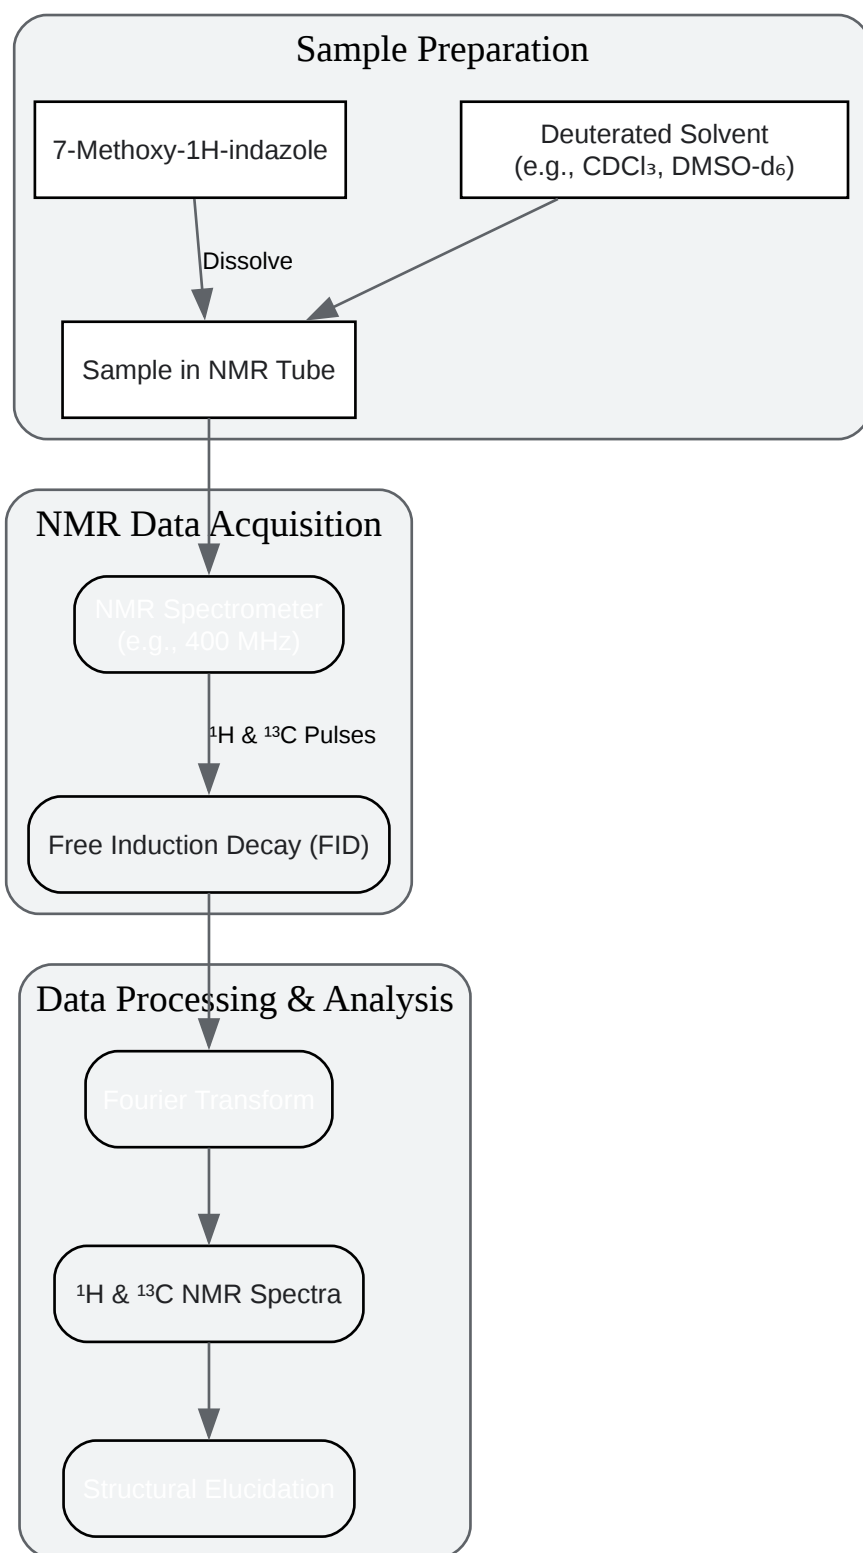 Sample Preparation
7-Methoxy-1H-indazole
Deuterated Solvent
(e.g., CDCl₃, DMSO-d₆)
Dissolve
Sample in NMR Tube
NMR Data Acquisition
NMR Spectrometer
(e.g., 400 MHz)
¹H & ¹³C Pulses
Free Induction Decay (FID)
Data Processing & Analysis
Fourier Transform
¹H & ¹³C NMR Spectra
Structural Elucidation